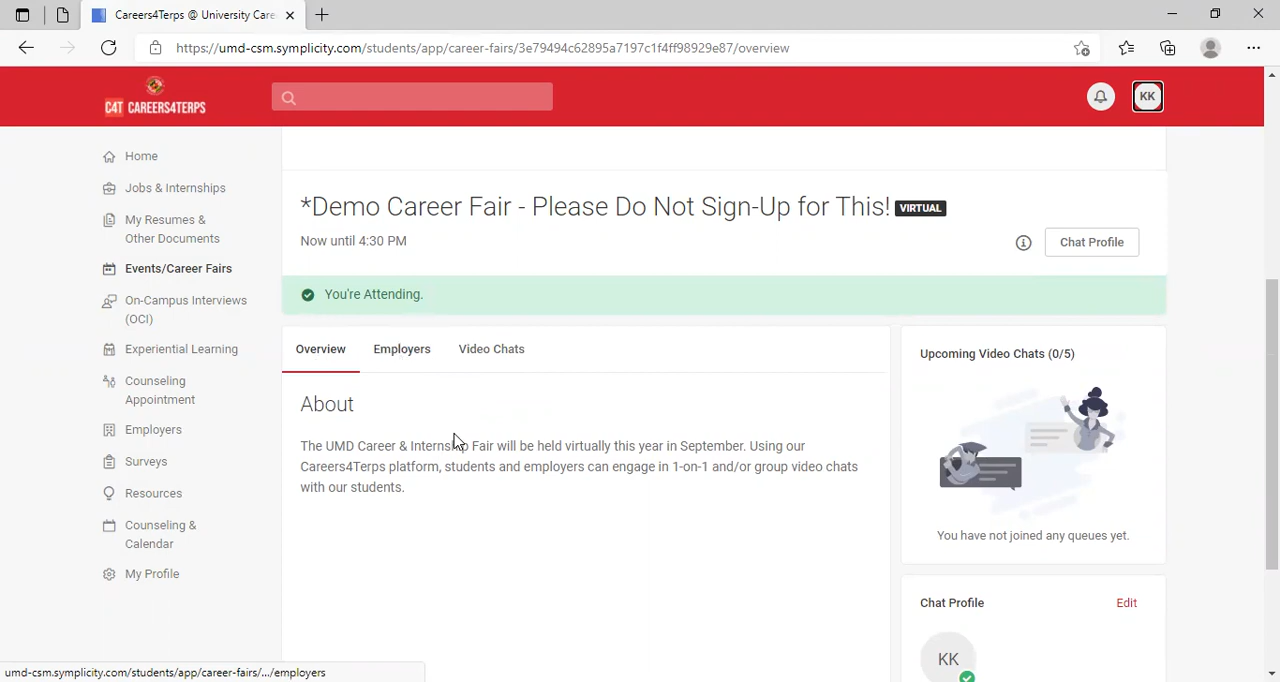 Careers4Terps @ University Care
https://umd-csm.symplicity.com/students/app/career-fairs/3e79494c62895a7197c1f4ff98929e87/overview
C4T CAREERS4TERPS
KK
Home
Jobs & Internships
My Resumes &
Other Documents
Events/Career Fairs
On-Campus Interviews
(OCI)
Experiential Learning
Counseling
Appointment
Employers
Surveys
Resources
Counseling &
Calendar
My Profile
*Demo Career Fair - Please Do Not Sign-Up for This! VIRTUAL
Now until 4:30 PM
Chat Profile
You're Attending.
Overview Employers Video Chats
About
The UMD Career & Internship Fair will be held virtually this year in September. Using our
Careers4Terps platform, students and employers can engage in 1-on-1 and/or group video chats
with our students.
Upcoming Video Chats (0/5)
You have not joined any queues yet.
Chat Profile Edit
KK
umd-csm.symplicity.com/students/app/career-fairs/.../employers